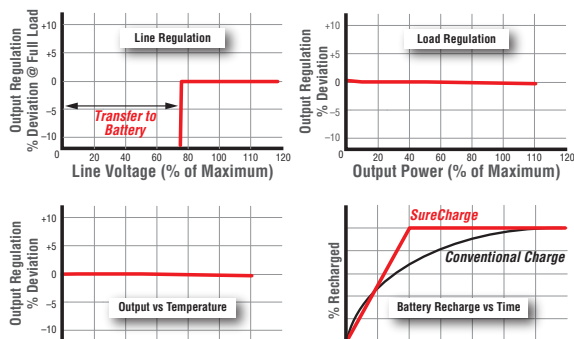 Output Regulation
% Deviation @ Full Load
+10
+5
0
−5
−10
Line Regulation
Transfer to
Battery
0 20 40 60 80 100 120
Line Voltage (% of Maximum)
Output Regulation
% Deviation
+10
+5
0
−5
−10
Load Regulation
0 20 40 60 80 100 120
Output Power (% of Maximum)
Output Regulation
% Deviation
+10
+5
0
−5
−10
Output vs Temperature
% Recharged
SureCharge
Conventional Charge
Battery Recharge vs Time